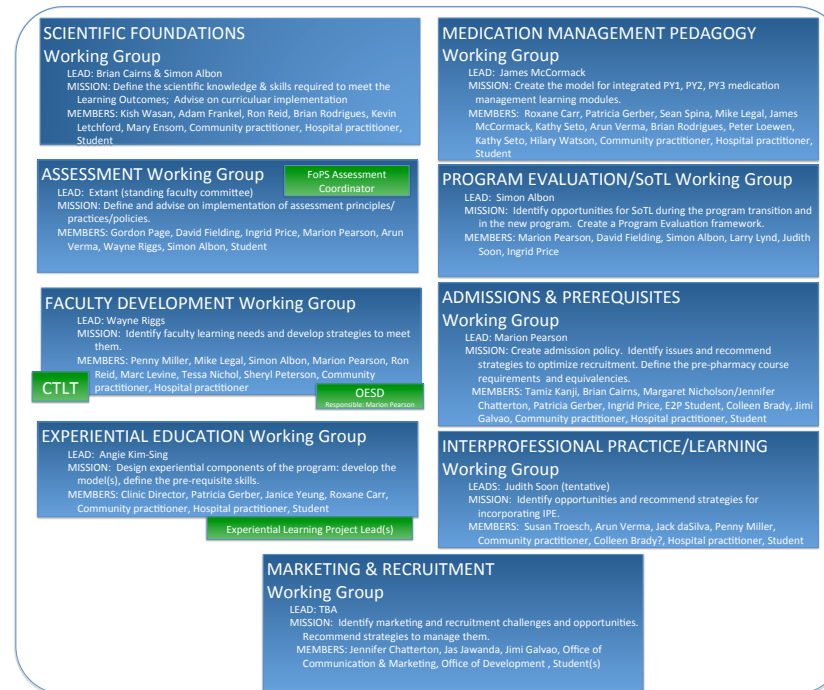 SCIENTIFIC FOUNDATIONS
Working Group
LEAD: Brian Cairns & Simon Albon
MISSION: Define the scientific knowledge & skills required to meet the
Learning Outcomes; Advise on curriculuar implementation
MEMBERS: Kish Wasan, Adam Frankel, Ron Reid, Brian Rodrigues, Kevin
Letchford, Mary Ensom, Community practitioner, Hospital practitioner,
Student
ASSESSMENT Working Group
FoPS Assessment
Coordinator
LEAD: Extant (standing faculty committee)
MISSION: Define and advise on implementation of assessment principles/
practices/policies.
MEMBERS: Gordon Page, David Fielding, Ingrid Price, Marion Pearson, Arun
Verma, Wayne Riggs, Simon Albon, Student
FACULTY DEVELOPMENT Working Group
LEAD: Wayne Riggs
MISSION: Identify faculty learning needs and develop strategies to meet
them.
MEMBERS: Penny Miller, Mike Legal, Simon Albon, Marion Pearson, Ron
Reid, Marc Levine, Tessa Nichol, Sheryl Peterson, Community
practitioner, Hospital practitioner
CTLT
OESD
Responsible: Marion Pearson
EXPERIENTIAL EDUCATION Working Group
LEAD: Angie Kim-Sing
MISSION: Design experiential components of the program: develop the
model(s), define the pre-requisite skills.
MEMBERS: Clinic Director, Patricia Gerber, Janice Yeung, Roxane Carr,
Community practitioner, Hospital practitioner, Student
Experiential Learning Project Lead(s)
MEDICATION MANAGEMENT PEDAGOGY
Working Group
LEAD: James McCormack
MISSION: Create the model for integrated PY1, PY2, PY3 medication
management learning modules.
MEMBERS: Roxane Carr, Patricia Gerber, Sean Spina, Mike Legal, James
McCormack, Kathy Seto, Arun Verma, Brian Rodrigues, Peter Loewen,
Kathy Seto, Hilary Watson, Community practitioner, Hospital practitioner,
Student
PROGRAM EVALUATION/SoTL Working Group
LEAD: Simon Albon
MISSION: Identify opportunities for SoTL during the program transition and
in the new program. Create a Program Evaluation framework.
MEMBERS: Marion Pearson, David Fielding, Simon Albon, Larry Lynd, Judith
Soon, Ingrid Price
ADMISSIONS & PREREQUISITES
Working Group
LEAD: Marion Pearson
MISSION: Create admission policy. Identify issues and recommend
strategies to optimize recruitment. Define the pre-pharmacy course
requirements and equivalencies.
MEMBERS: Tamiz Kanji, Brian Cairns, Margaret Nicholson/Jennifer
Chatterton, Patricia Gerber, Ingrid Price, E2P Student, Colleen Brady, Jimi
Galvao, Community practitioner, Hospital practitioner, Student
INTERPROFESSIONAL PRACTICE/LEARNING
Working Group
LEADS: Judith Soon (tentative)
MISSION: Identify opportunities and recommend strategies for
incorporating IPE.
MEMBERS: Susan Troesch, Arun Verma, Jack daSilva, Penny Miller,
Community practitioner, Colleen Brady?, Hospital practitioner, Student
MARKETING & RECRUITMENT
Working Group
LEAD: TBA
MISSION: Identify marketing and recruitment challenges and opportunities.
Recommend strategies to manage them.
MEMBERS: Jennifer Chatterton, Jas Jawanda, Jimi Galvao, Office of
Communication & Marketing, Office of Development , Student(s)